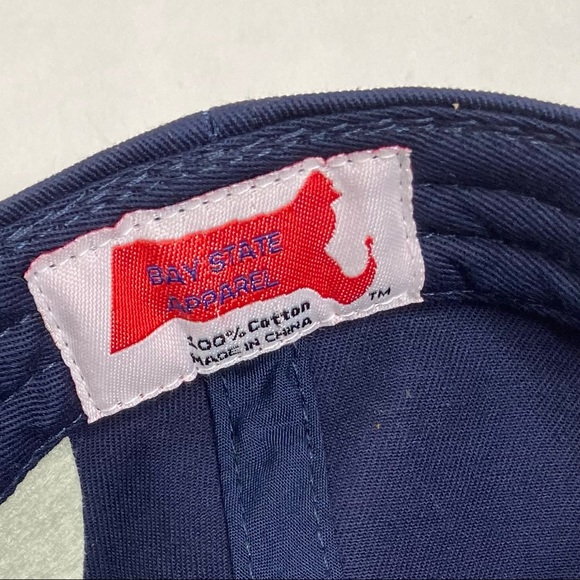 BAY STATE
APPAREL
100% Cotton
MADE IN CHINA
TM